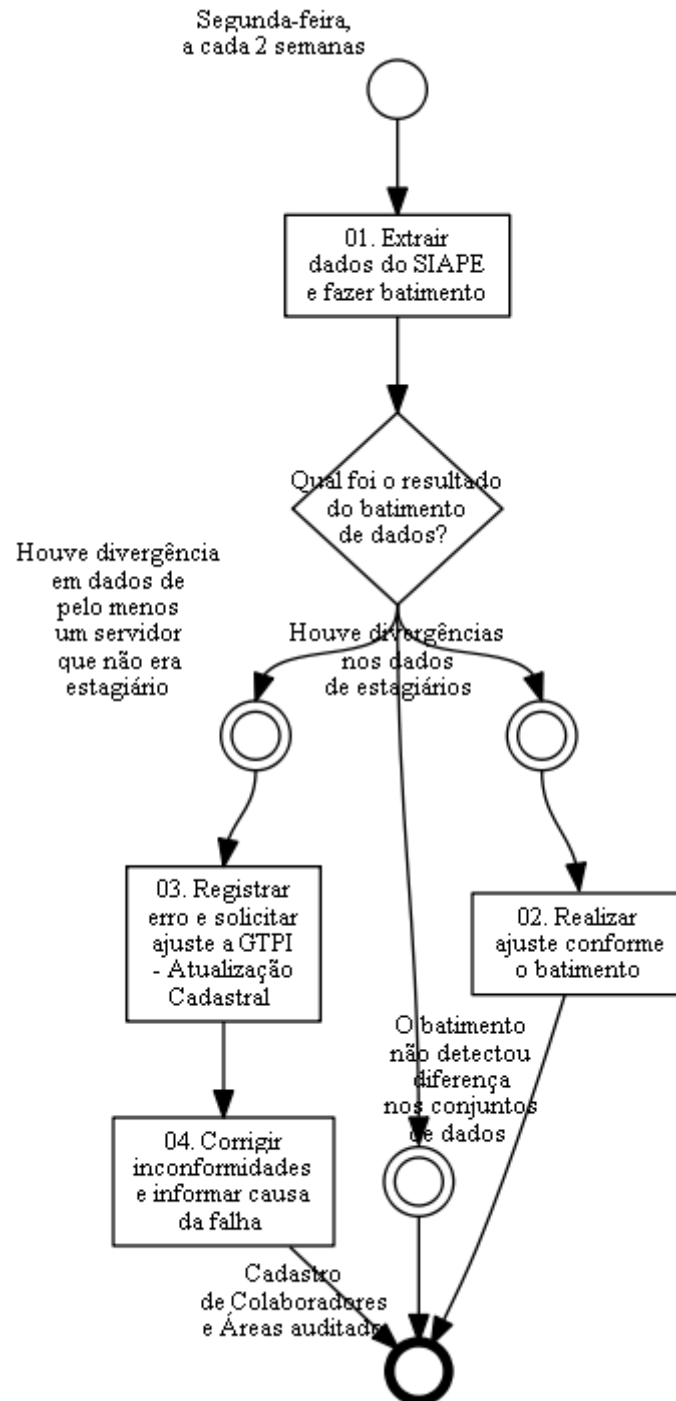 Segunda-feira,
a cada 2 semanas
01. Extrair
dados do SIAPE
e fazer batimento
Qual foi o resultado
do batimento
de dados?
Houve divergência
em dados de
pelo menos
um servidor
que não era
estagiário
Houve divergências
nos dados
de estagiários
03. Registrar
erro e solicitar
ajuste a GTPI
- Atualização
Cadastral
02. Realizar
ajuste conforme
o batimento
O batimento
não detectou
diferença
nos conjuntos
de dados
04. Corrigir
inconformidades
e informar causa
da falha
Cadastro
de Colaboradores
e Áreas auditado